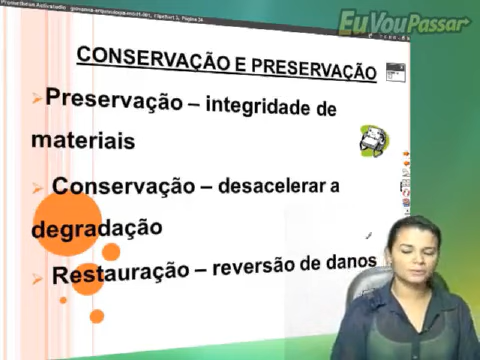 EuVouPassar
CONSERVAÇÃO E PRESERVAÇÃO
Preservação – integridade de
materiais
Conservação – desacelerar a
degradação
Restauração – reversão de danos